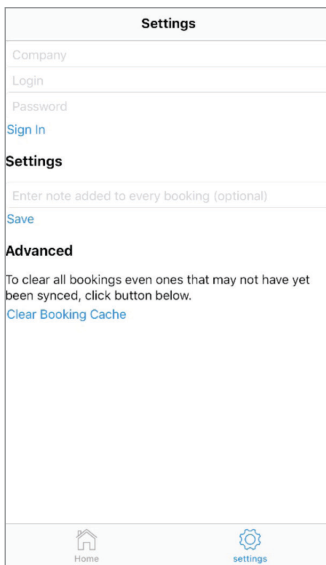 Settings
Company
Login
Password
Sign In
Settings
Enter note added to every booking (optional)
Save
Advanced
To clear all bookings even ones that may not have yet
been synced, click button below.
Clear Booking Cache
Home
settings